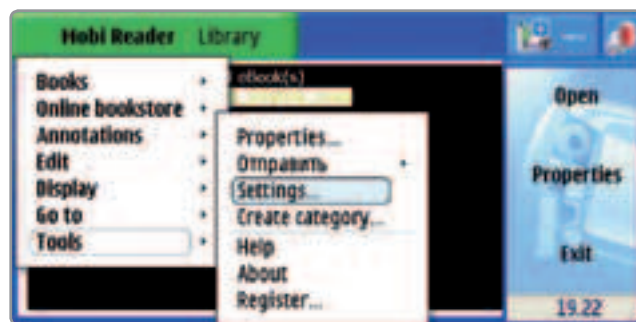 Mobi Reader Library
eBook(s)
Books
Online bookstore
Annotations
Edit
Display
Go to
Tools
Properties...
Отправить
Settings...
Create category...
Help
About
Register...
Open
Properties
Exit
19.22